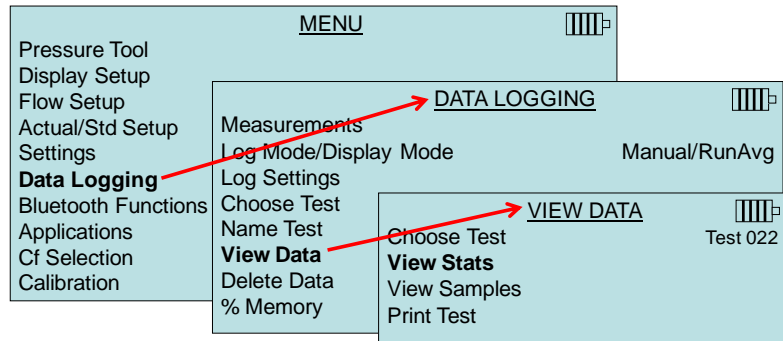 MENU
Pressure Tool
Display Setup
Flow Setup
Actual/Std Setup
Settings
Data Logging
Bluetooth Functions
Applications
Cf Selection
Calibration
DATA LOGGING
Measurements
Log Mode/Display Mode Manual/RunAvg
Log Settings
Choose Test
Name Test
View Data
Delete Data
% Memory
VIEW DATA
Choose Test Test 022
View Stats
View Samples
Print Test